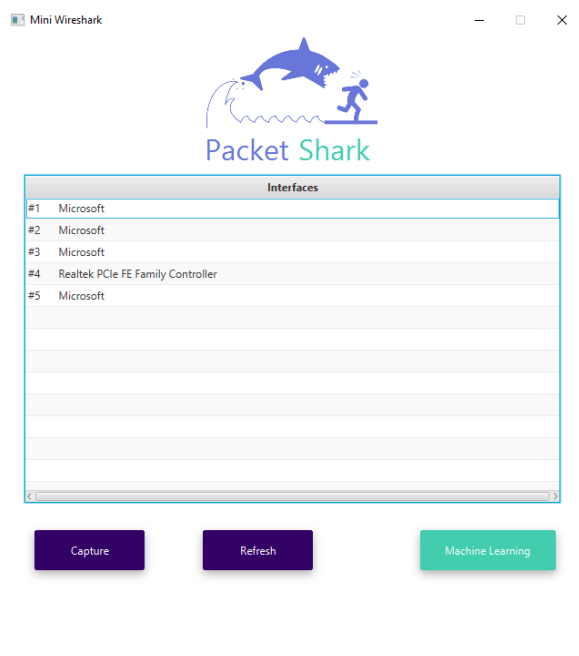 Mini Wireshark
Packet Shark
Interfaces
#1 Microsoft
#2 Microsoft
#3 Microsoft
#4 Realtek PCIe FE Family Controller
#5 Microsoft
Capture Refresh Machine Learning